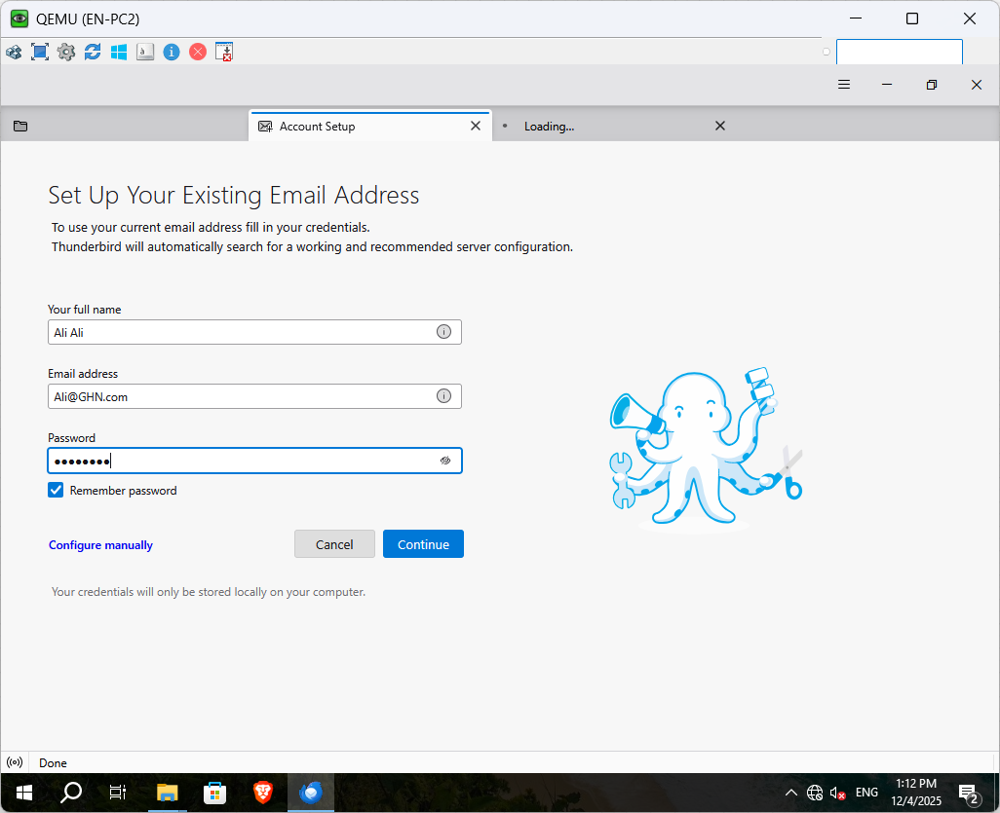 QEMU (EN-PC2)
Account Setup
Loading...
Set Up Your Existing Email Address
To use your current email address fill in your credentials.
Thunderbird will automatically search for a working and recommended server configuration.
Your full name
Ali Ali
Email address
Ali@GHN.com
Password
••••••••
Remember password
Configure manually
Cancel
Continue
Your credentials will only be stored locally on your computer.
Done
ENG
1:12 PM
12/4/2025
2